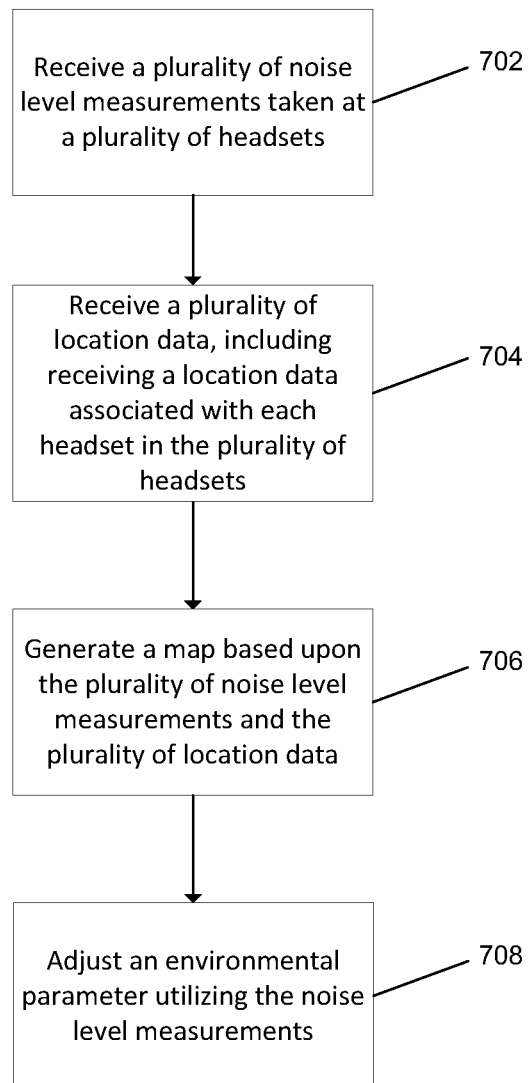 Receive a plurality of noise
level measurements taken at
a plurality of headsets
702
Receive a plurality of
location data, including
receiving a location data
associated with each
headset in the plurality of
headsets
704
Generate a map based upon
the plurality of noise level
measurements and the
plurality of location data
706
Adjust an environmental
parameter utilizing the noise
level measurements
708